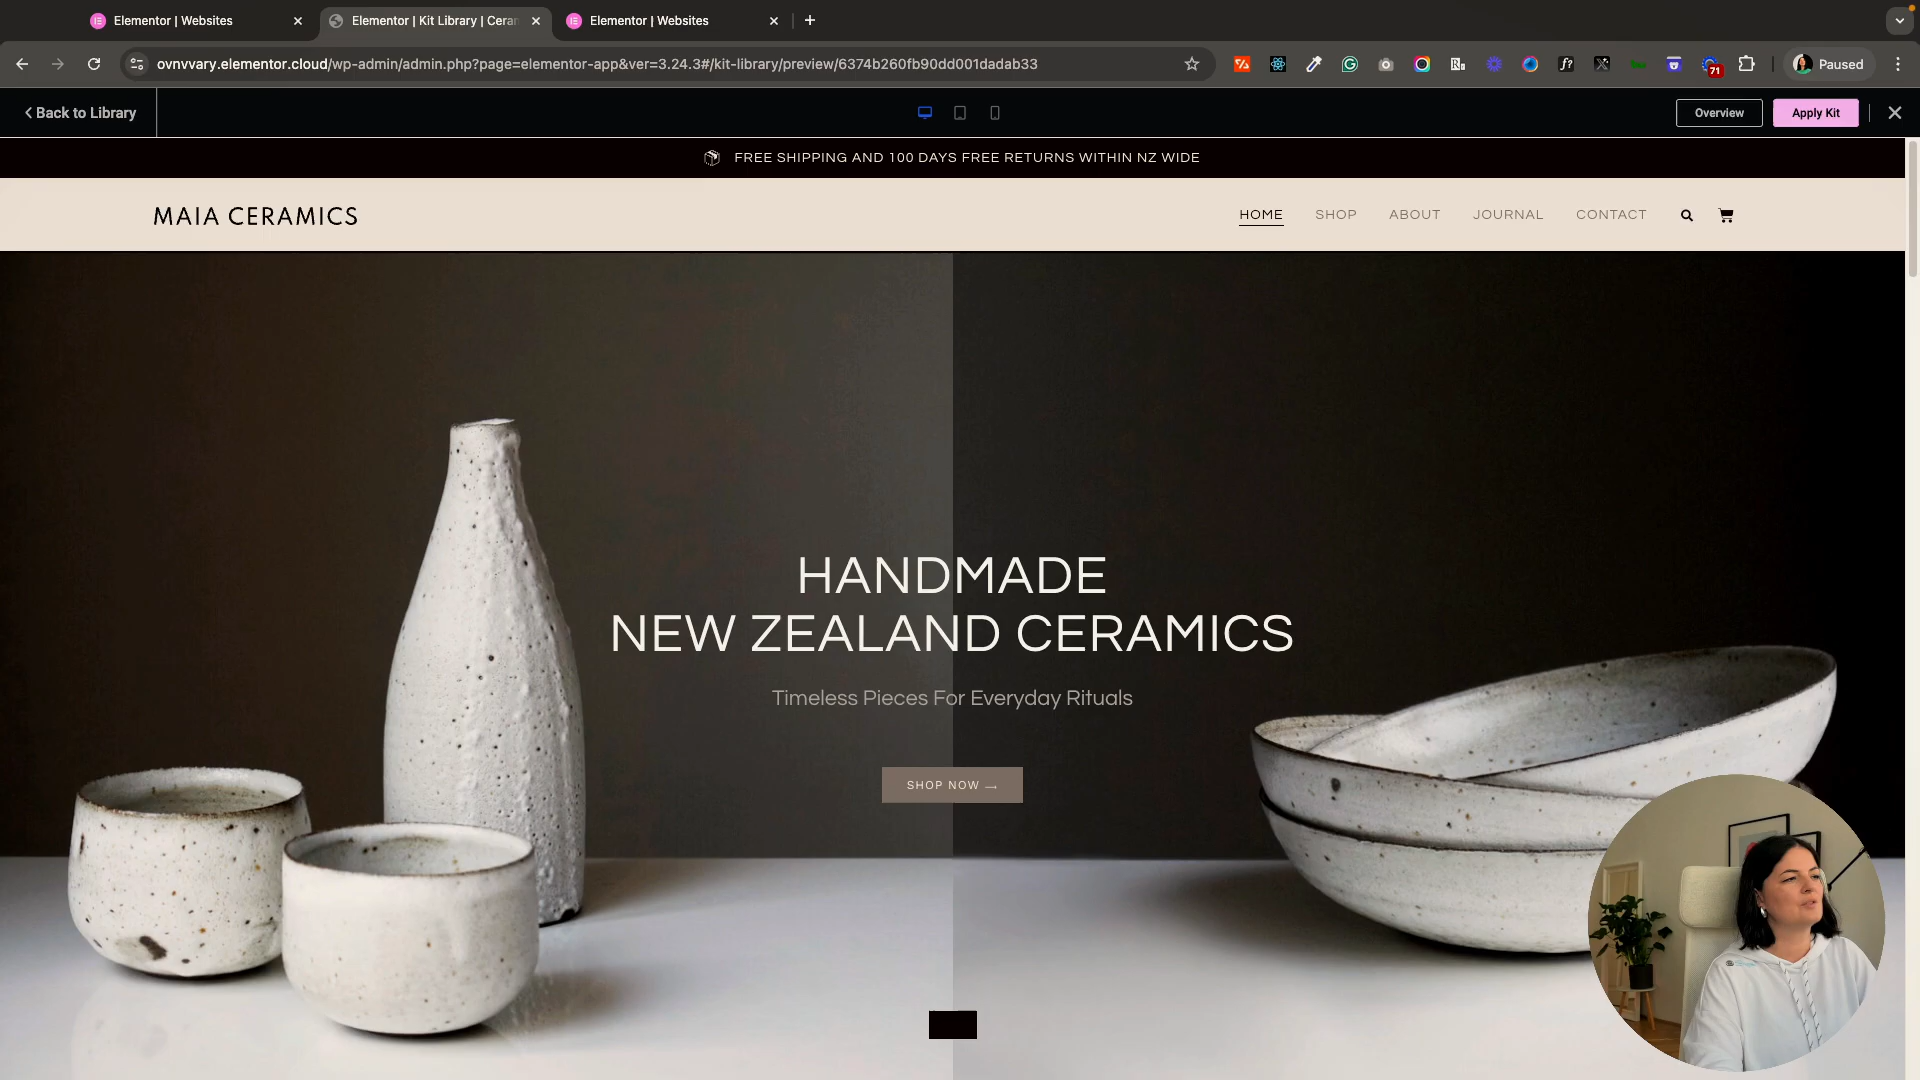 Elementor | Websites
Elementor | Kit Library | Ceram
Elementor | Websites
ovnvvary.elementor.cloud/wp-admin/admin.php?page=elementor-app&ver=3.24.3#/kit-library/preview/6374b260fb90dd001dadab33
71
Paused
Back to Library
Overview
Apply Kit
FREE SHIPPING AND 100 DAYS FREE RETURNS WITHIN NZ WIDE
MAIA CERAMICS
HOME
SHOP
ABOUT
JOURNAL
CONTACT
HANDMADE
NEW ZEALAND CERAMICS
Timeless Pieces For Everyday Rituals
SHOP NOW →